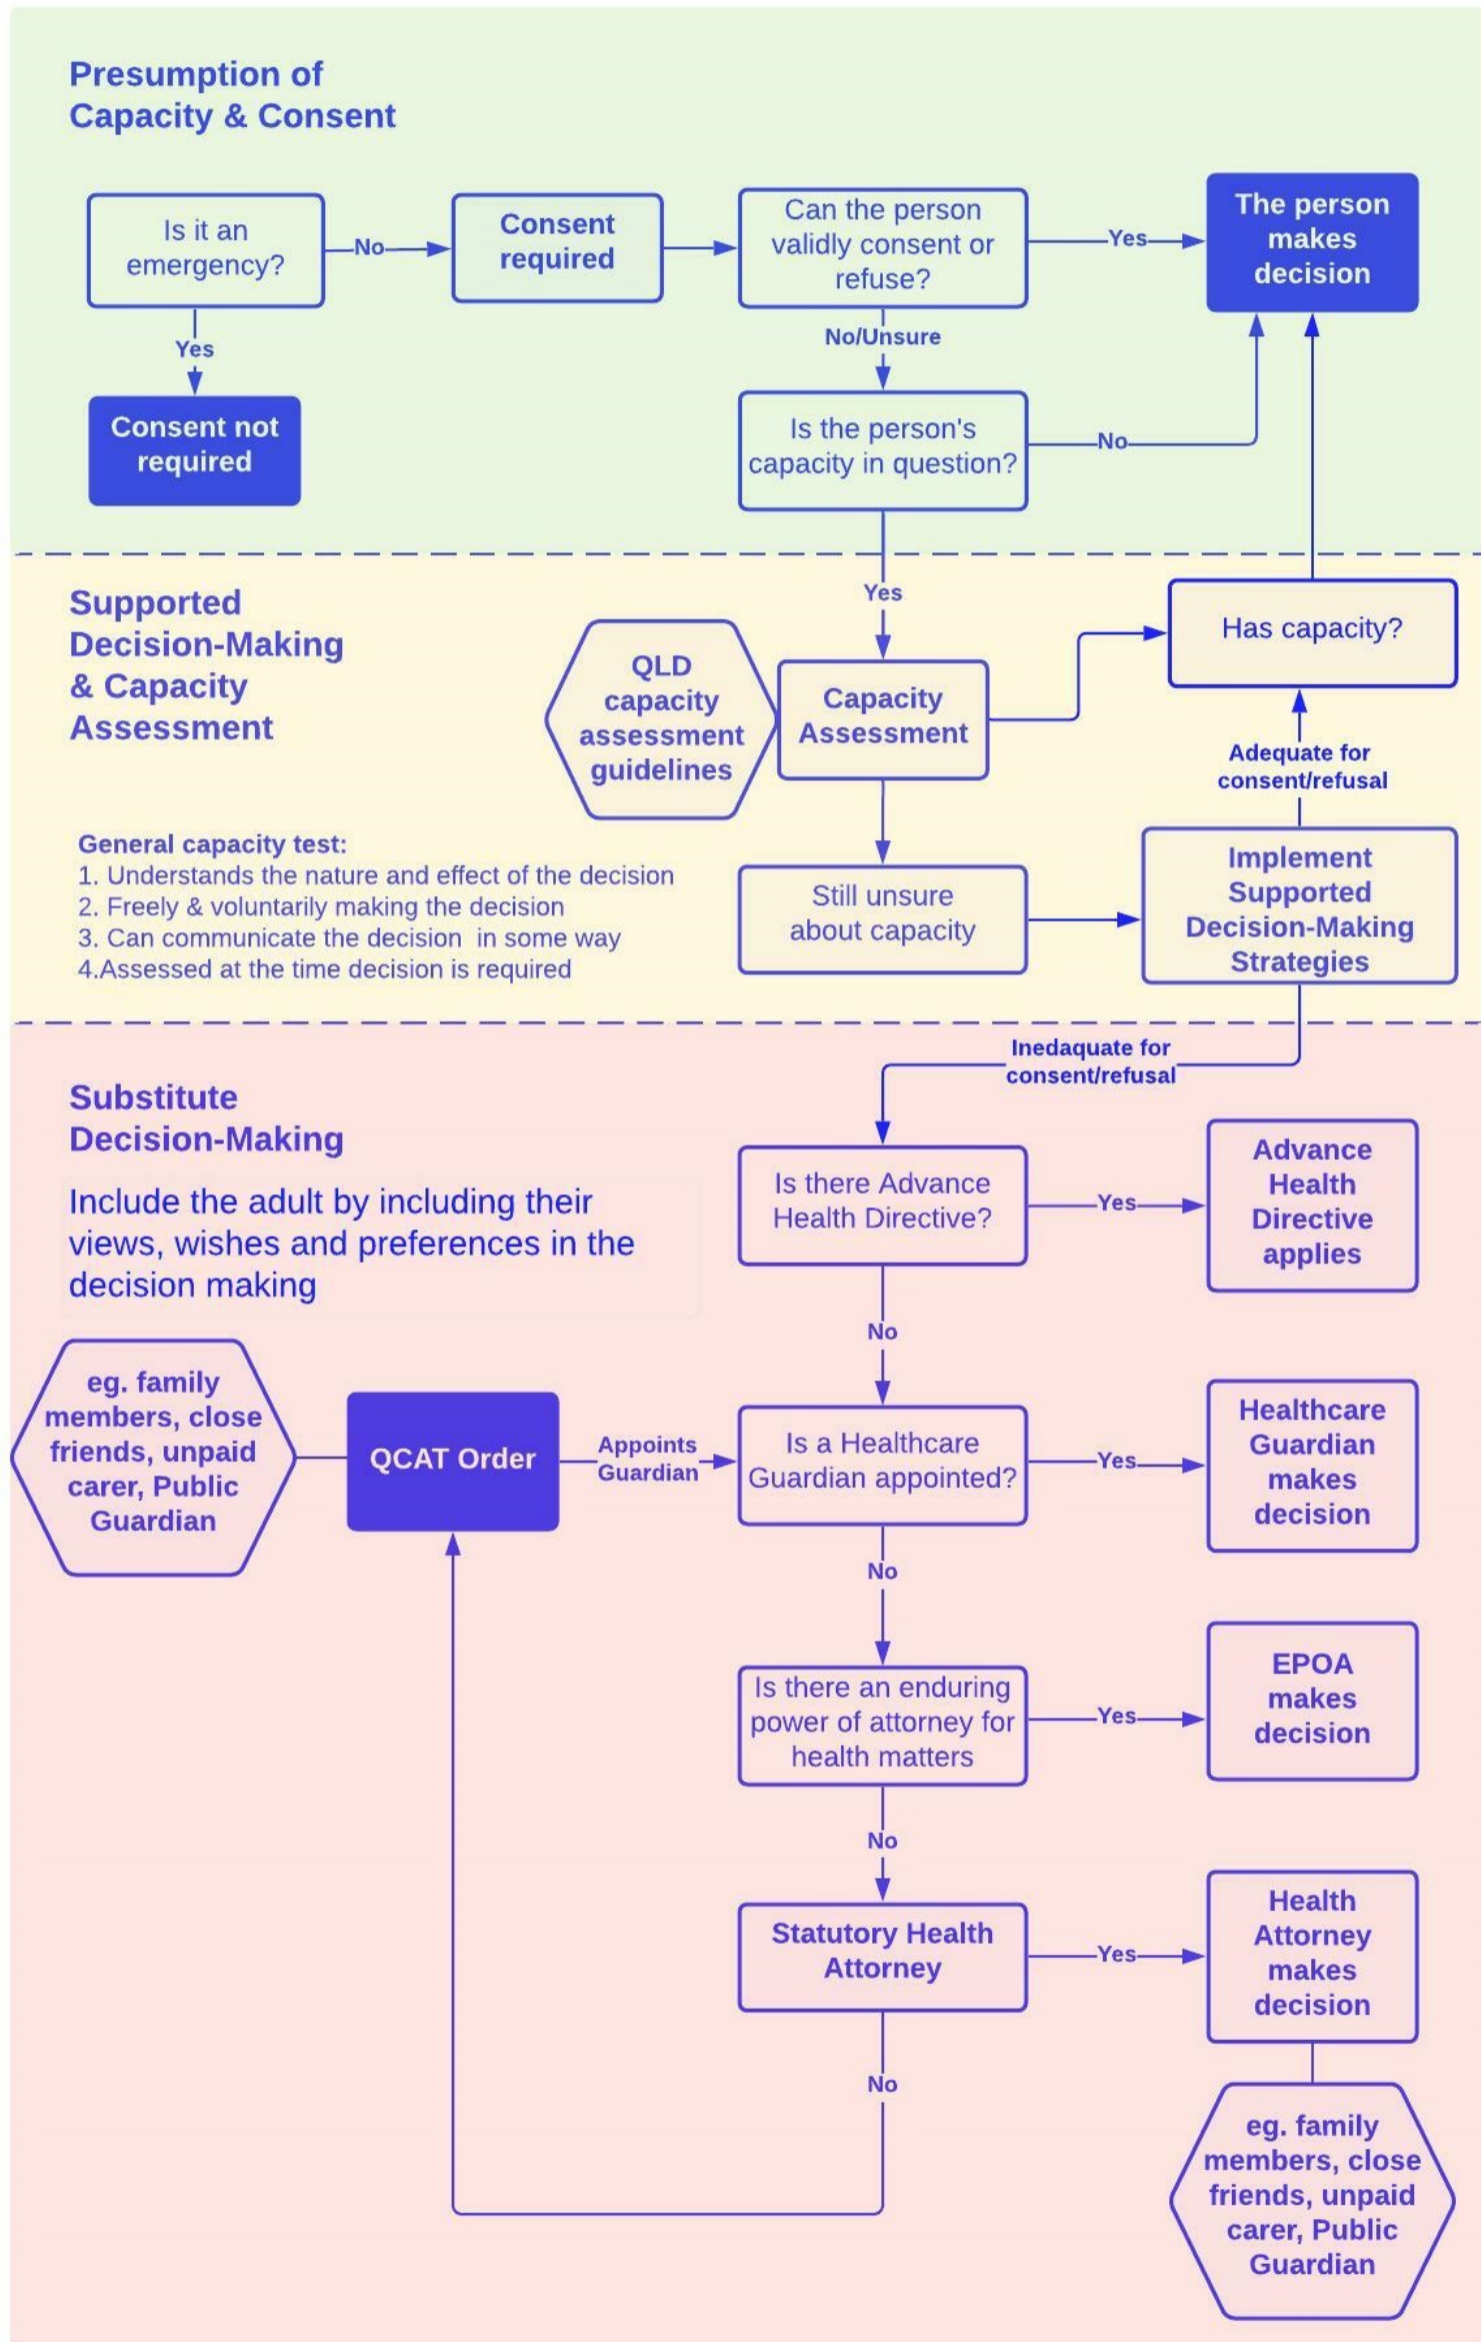 Presumption of
Capacity & Consent
Is it an
emergency?
No
Consent
required
Can the person
validly consent or
refuse?
Yes
The person
makes
decision
Yes
No/Unsure
Consent not
required
Is the person's
capacity in question?
No
Supported
Decision-Making
& Capacity
Assessment
Yes
Has capacity?
QLD
capacity
assessment
guidelines
Capacity
Assessment
Adequate for
consent/refusal
General capacity test:
1. Understands the nature and effect of the decision
2. Freely & voluntarily making the decision
3. Can communicate the decision  in some way
4.Assessed at the time decision is required
Still unsure
about capacity
Implement
Supported
Decision-Making
Strategies
Inedaquate for
consent/refusal
Substitute
Decision-Making
Include the adult by including their
views, wishes and preferences in the
decision making
Is there Advance
Health Directive?
Yes
Advance
Health
Directive
applies
No
eg. family
members, close
friends, unpaid
carer, Public
Guardian
QCAT Order
Appoints
Guardian
Is a Healthcare
Guardian appointed?
Yes
Healthcare
Guardian
makes
decision
No
Is there an enduring
power of attorney for
health matters
Yes
EPOA
makes
decision
No
Statutory Health
Attorney
Yes
Health
Attorney
makes
decision
No
eg. family
members, close
friends, unpaid
carer, Public
Guardian